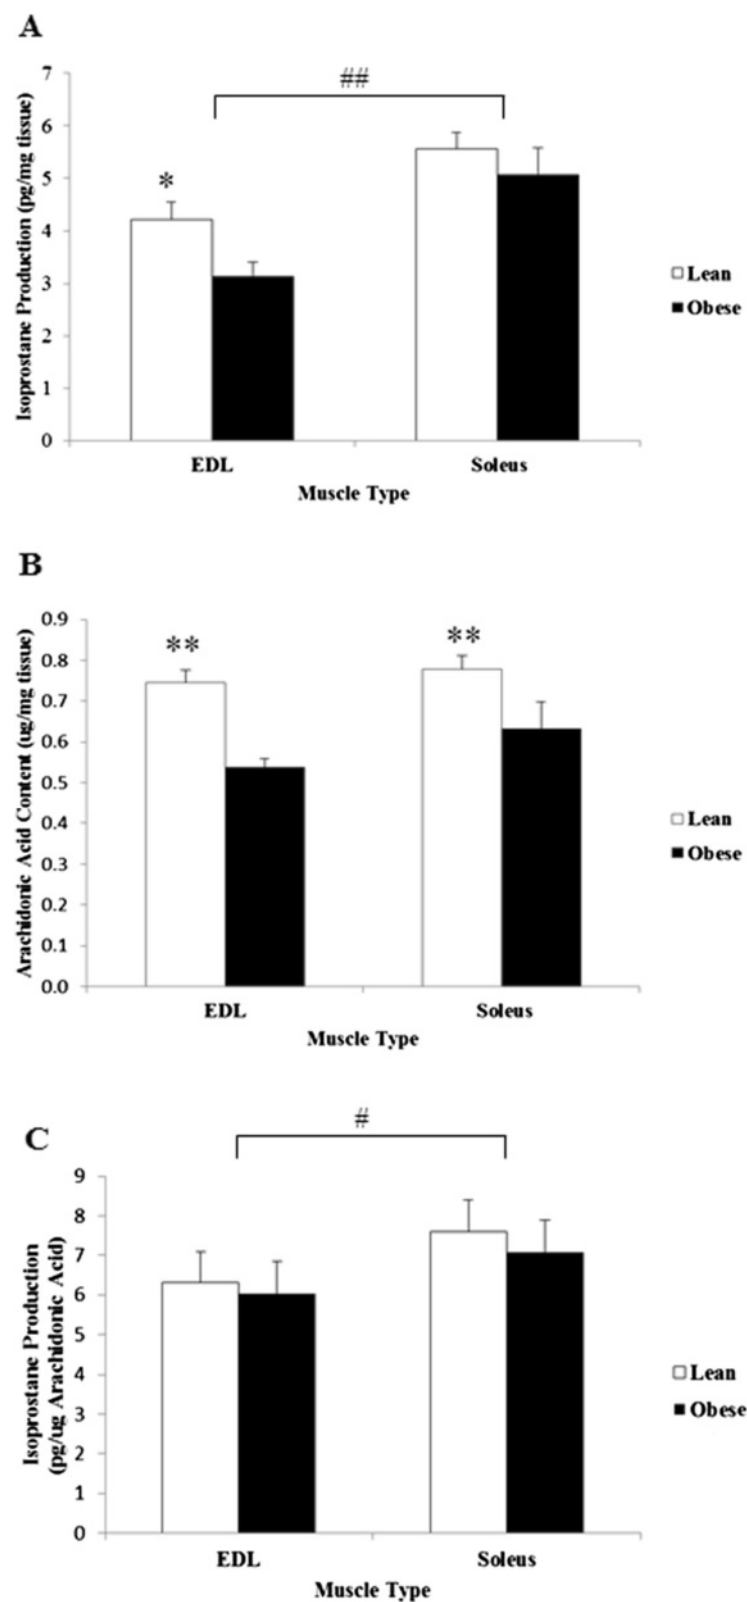 A
##
7
6
5
4
3
2
1
0
Isoprostane Production (pg/mg tissue)
*
Lean
Obese
EDL
Soleus
Muscle Type
B
0.9
0.8
0.7
0.6
0.5
0.4
0.3
0.2
0.1
0.0
Arachidonic Acid Content (ug/mg tissue)
**
**
Lean
Obese
EDL
Soleus
Muscle Type
C
#
9
8
7
6
5
4
3
2
1
0
Isoprostane Production
(pg/ug Arachidonic Acid)
Lean
Obese
EDL
Soleus
Muscle Type